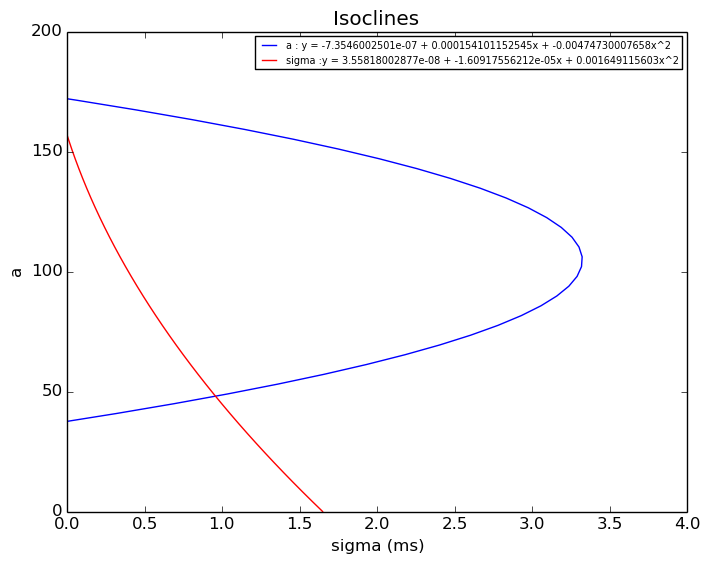 Isoclines
a : y = -7.3546002501e-07 + 0.000154101152545x + -0.00474730007658x^2
sigma :y = 3.55818002877e-08 + -1.60917556212e-05x + 0.001649115603x^2
200
150
100
50
0
a
0.0 0.5 1.0 1.5 2.0 2.5 3.0 3.5 4.0
sigma (ms)